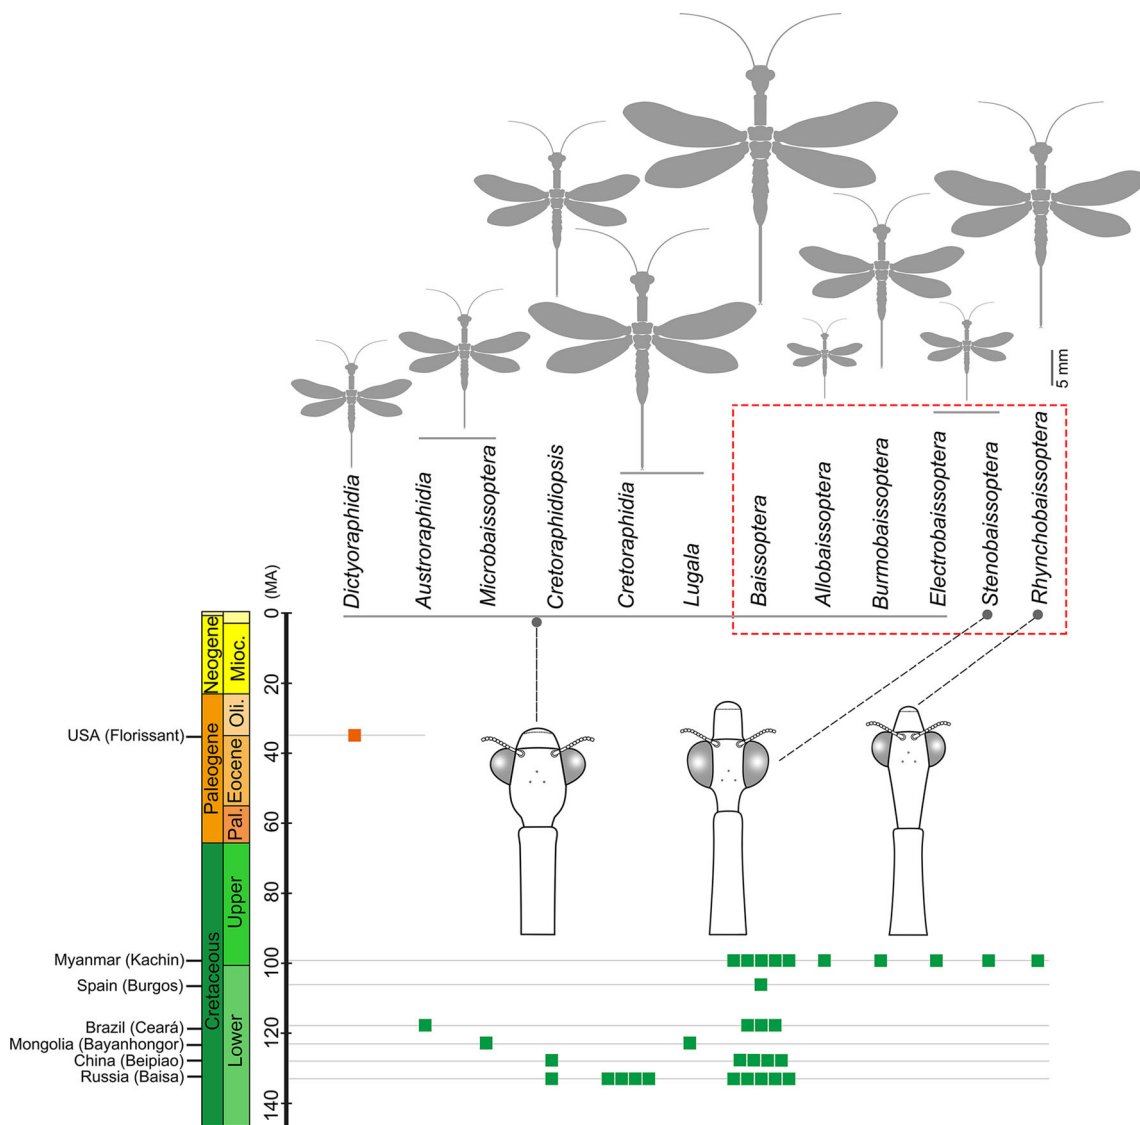 5 mm
Dictyoraphidia
Austroraphidia
Microbaissoptera
Cretoraphidiopsis
Cretoraphidia
Lugala
Baissoptera
Allobaissoptera
Burmobaissoptera
Electrobaissoptera
Stenobaissoptera
Rhynchobaissoptera
(MA)
0
20
40
60
80
100
120
140
Neogene
Mioc.
Paleogene
Oli.
Eocene
Pal.
Cretaceous
Upper
Lower
USA (Florissant)
Myanmar (Kachin)
Spain (Burgos)
Brazil (Ceará)
Mongolia (Bayanhongor)
China (Beipiao)
Russia (Baisa)